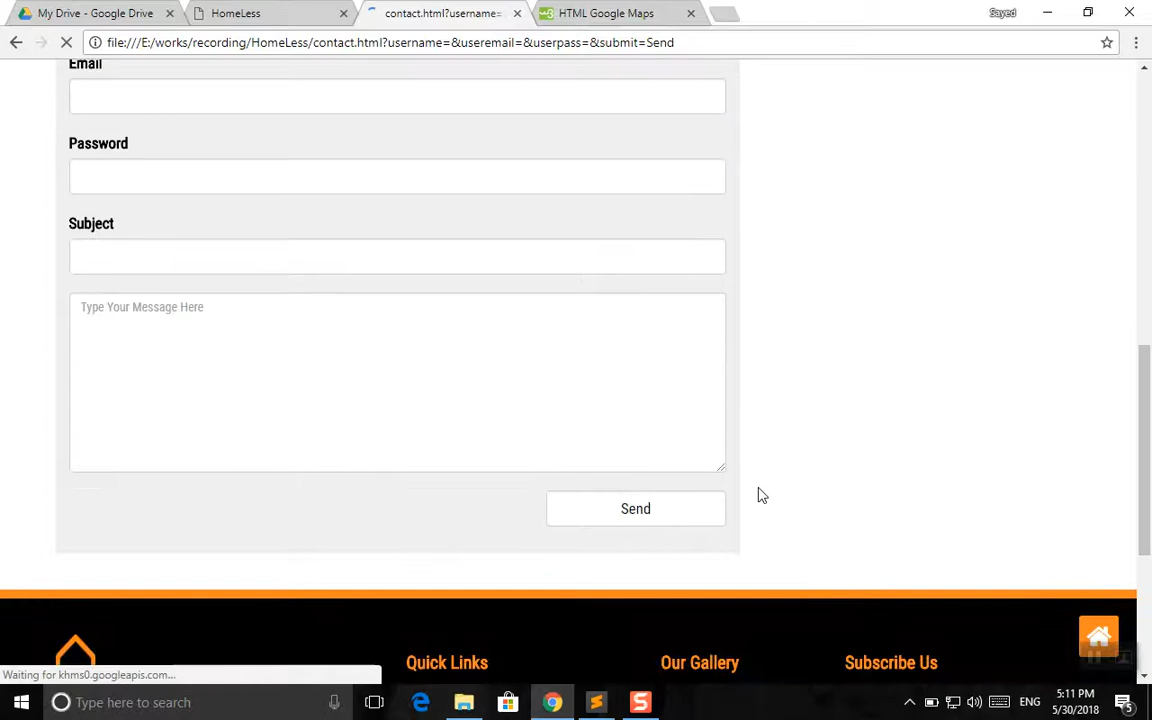 My Drive - Google Drive
HomeLess
contact.html?username=
HTML Google Maps
Sayed
file:///E:/works/recording/HomeLess/contact.html?username=&useremail=&userpass=&submit=Send
Email
Password
Subject
Type Your Message Here
Send
Quick Links
Our Gallery
Subscribe Us
Waiting for khms0.googleapis.com...
Type here to search
ENG
5:11 PM
5/30/2018
5